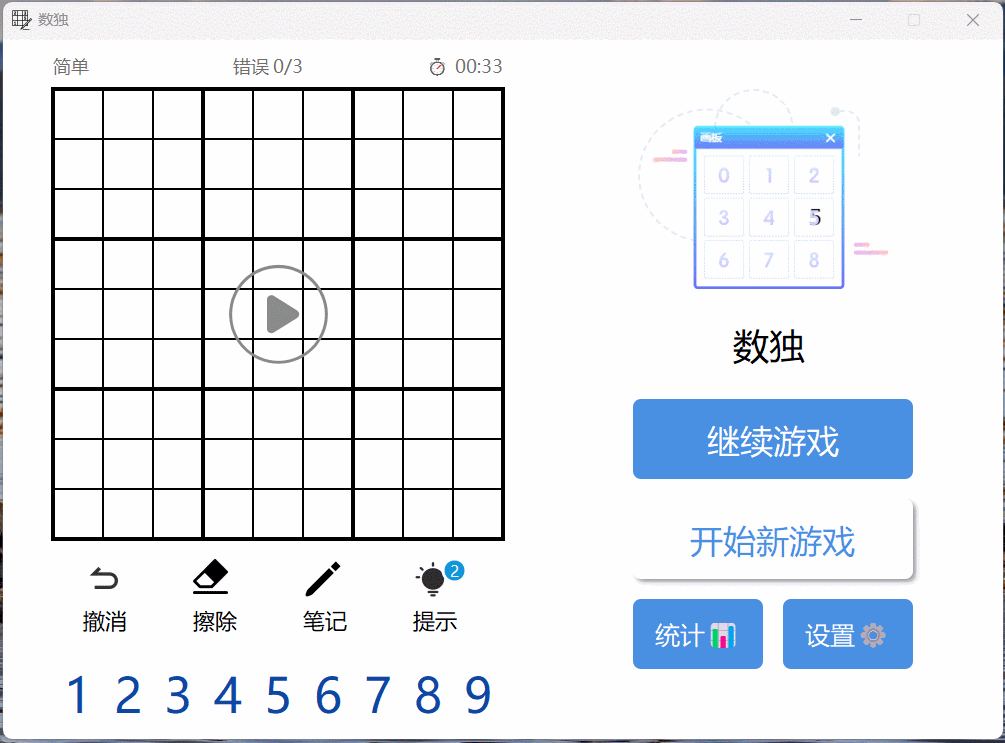 数独
简单 错误 0/3 00:33
画板
0 1 2
3 4 5
6 7 8
数独
继续游戏
开始新游戏
2
撤消 擦除 笔记 提示
统计 设置
1 2 3 4 5 6 7 8 9